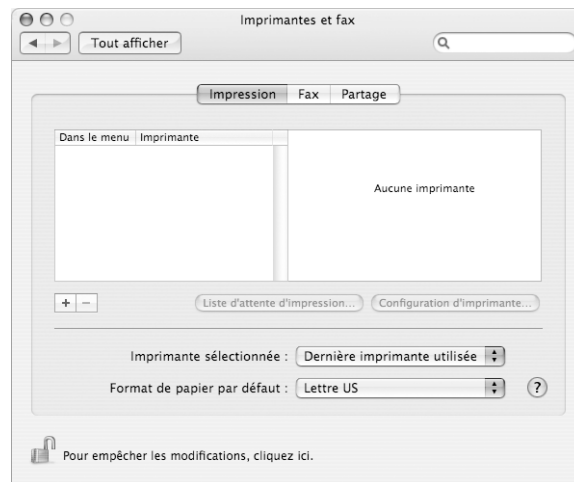 Imprimantes et fax
Tout afficher
Impression Fax Partage
Dans le menu Imprimante
Aucune imprimante
+ −
Liste d'attente d'impression... Configuration d'imprimante...
Imprimante sélectionnée : Dernière imprimante utilisée
Format de papier par défaut : Lettre US ?
Pour empêcher les modifications, cliquez ici.